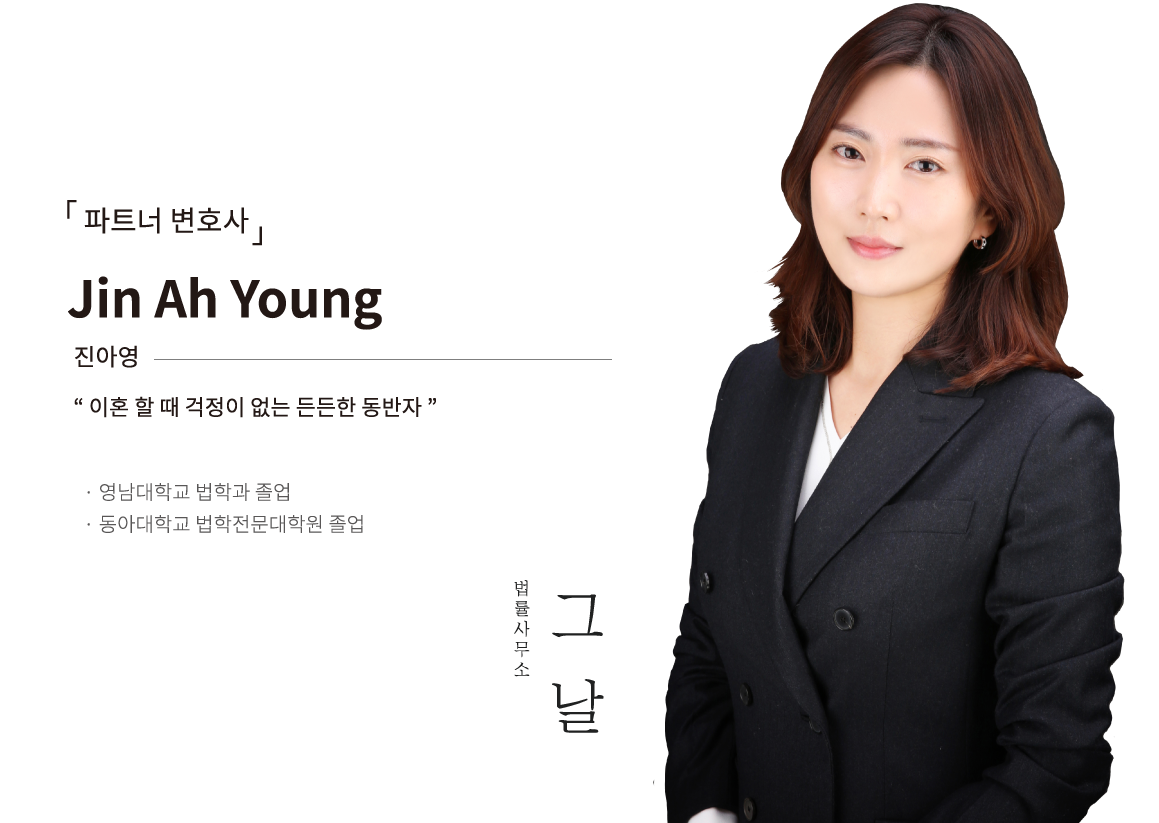 「파트너 변호사」
Jin Ah Young
진아영
“ 이혼 할 때 걱정이 없는 든든한 동반자 ”
· 영남대학교 법학과 졸업
· 동아대학교 법학전문대학원 졸업
법률사무소
그날